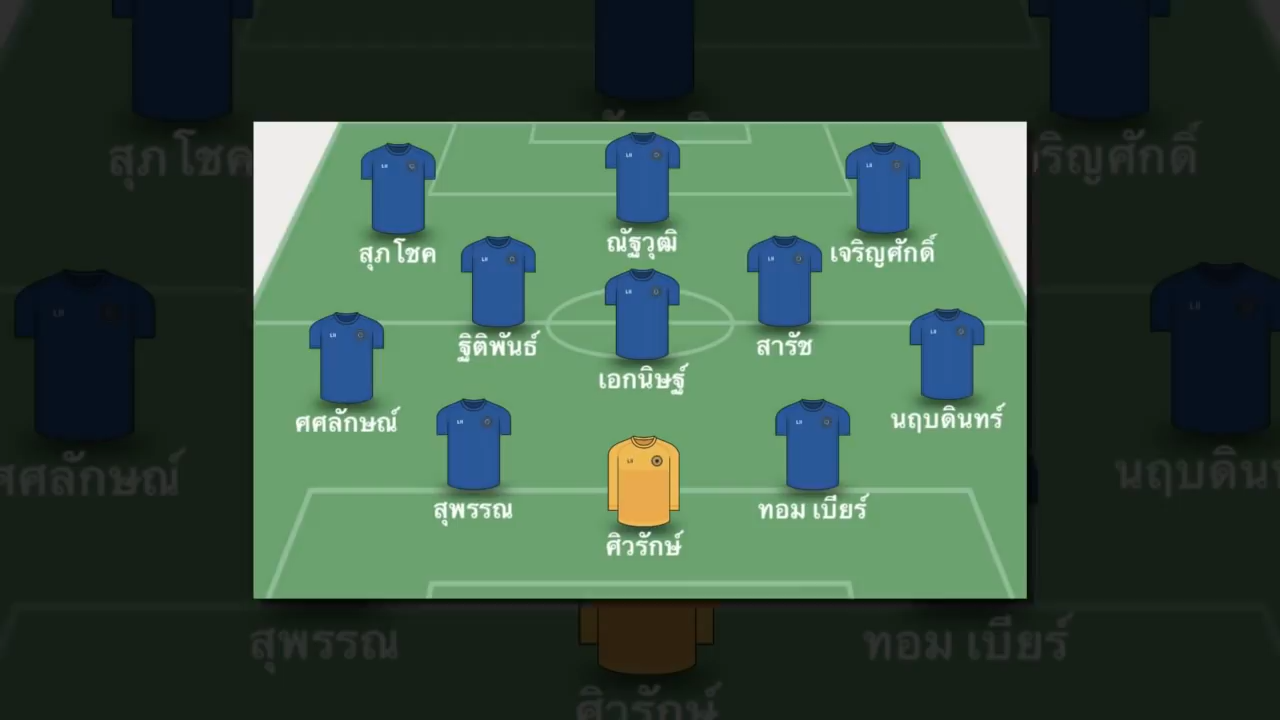 สุภโชค
ณัฐวุฒิ
เจริญศักดิ์
ฐิติพันธ์
สารัช
เอกนิษฐ์
ศศลักษณ์
นฤบดินทร์
สุพรรณ
ทอม เบียร์
ศิวรักษ์